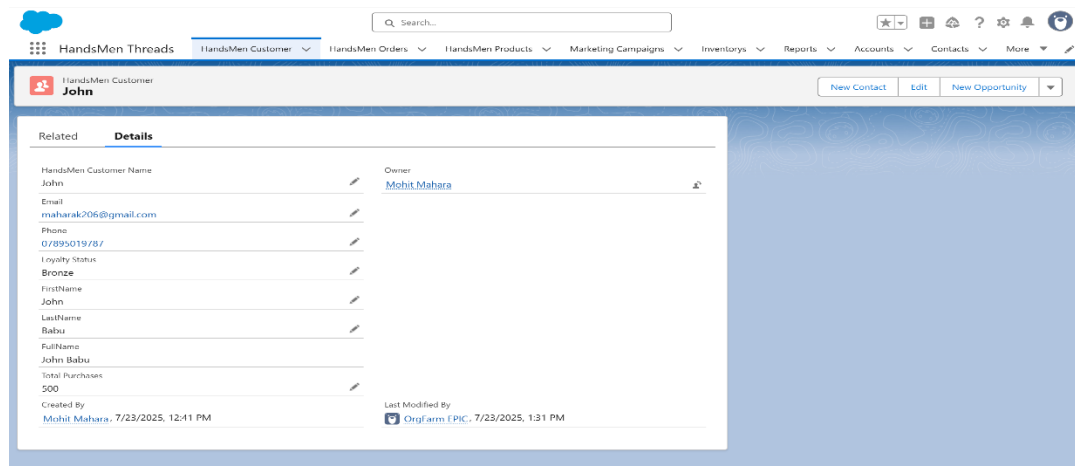 Search...
HandsMen Threads HandsMen Customer HandsMen Orders HandsMen Products Marketing Campaigns Inventorys Reports Accounts Contacts More
HandsMen Customer
John
New Contact Edit New Opportunity
Related Details
HandsMen Customer Name
John
Owner
Mohit Mahara
Email
maharak206@gmail.com
Phone
07895019787
Loyalty Status
Bronze
FirstName
John
LastName
Babu
FullName
John Babu
Total Purchases
500
Created By
Mohit Mahara, 7/23/2025, 12:41 PM
Last Modified By
OrgFarm EPIC, 7/23/2025, 1:31 PM